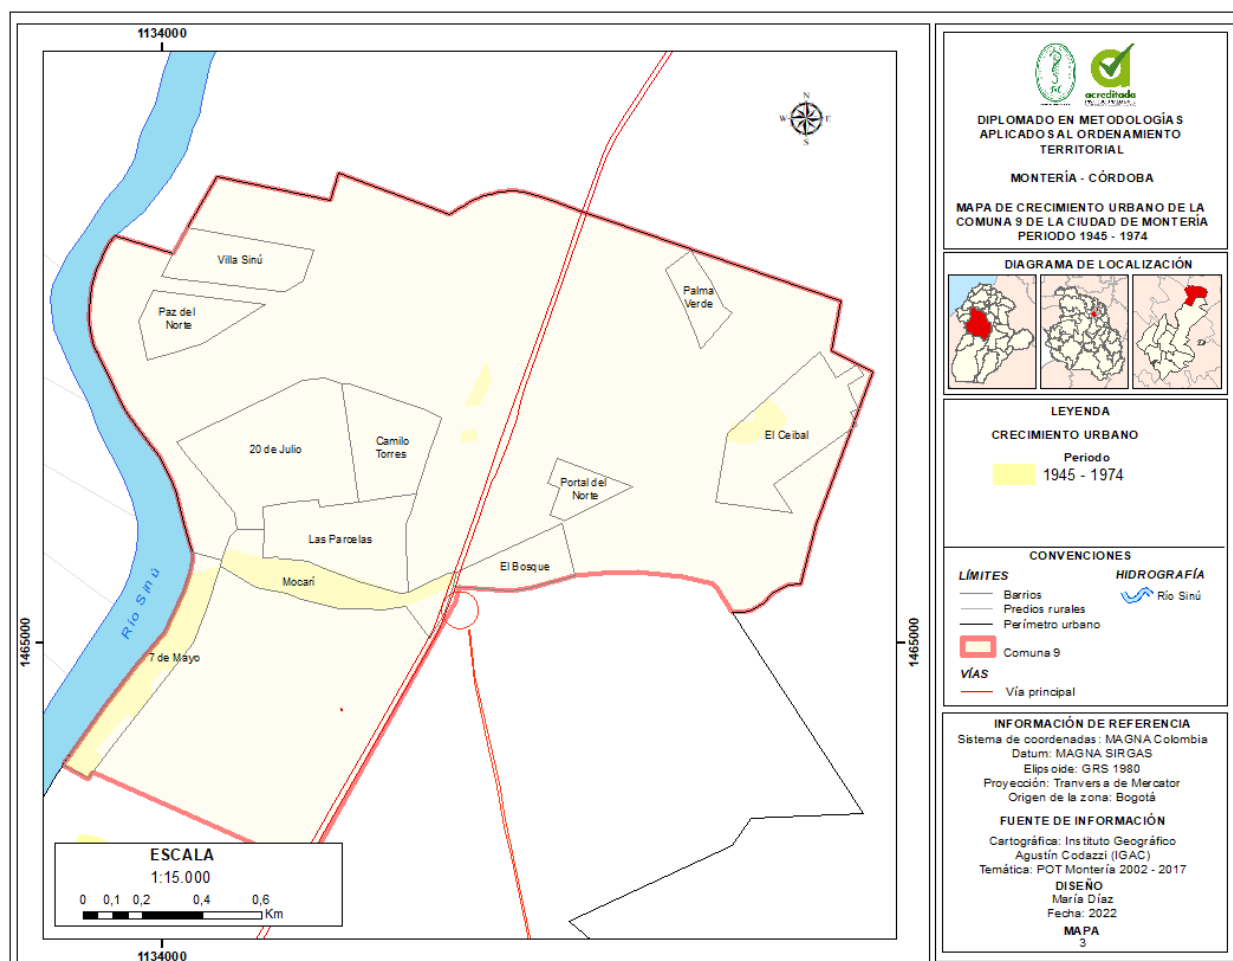 1134000
N
W
E
S
Villa Sinú
Paz del
Norte
Palma
Verde
20 de Julio
Camilo
Torres
El Ceibal
Portal del
Norte
Las Parcelas
El Bosque
Mocarí
Río Sinú
7 de Mayo
1465000
1465000
ESCALA
1:15.000
0 0,1 0,2 0,4 0,6
Km
1134000
acreditada
DIPLOMADO EN METODOLOGÍAS
APLICADOS AL ORDENAMIENTO
TERRITORIAL
MONTERÍA - CÓRDOBA
MAPA DE CRECIMIENTO URBANO DE LA
COMUNA 9 DE LA CIUDAD DE MONTERÍA
PERIODO 1945 - 1974
DIAGRAMA DE LOCALIZACIÓN
LEYENDA
CRECIMIENTO URBANO
Periodo
1945 - 1974
CONVENCIONES
LÍMITES
Barrios
Predios rurales
Perímetro urbano
Comuna 9
VÍAS
Vía principal
HIDROGRAFÍA
Río Sinú
INFORMACIÓN DE REFERENCIA
Sistema de coordenadas: MAGNA Colombia
Datum: MAGNA SIRGAS
Elipsoide: GRS 1980
Proyección: Tranversa de Mercator
Origen de la zona: Bogotá
FUENTE DE INFORMACIÓN
Cartográfica: Instituto Geográfico
Agustín Codazzi (IGAC)
Temática: POT Montería 2002 - 2017
DISEÑO
María Díaz
Fecha: 2022
MAPA
3